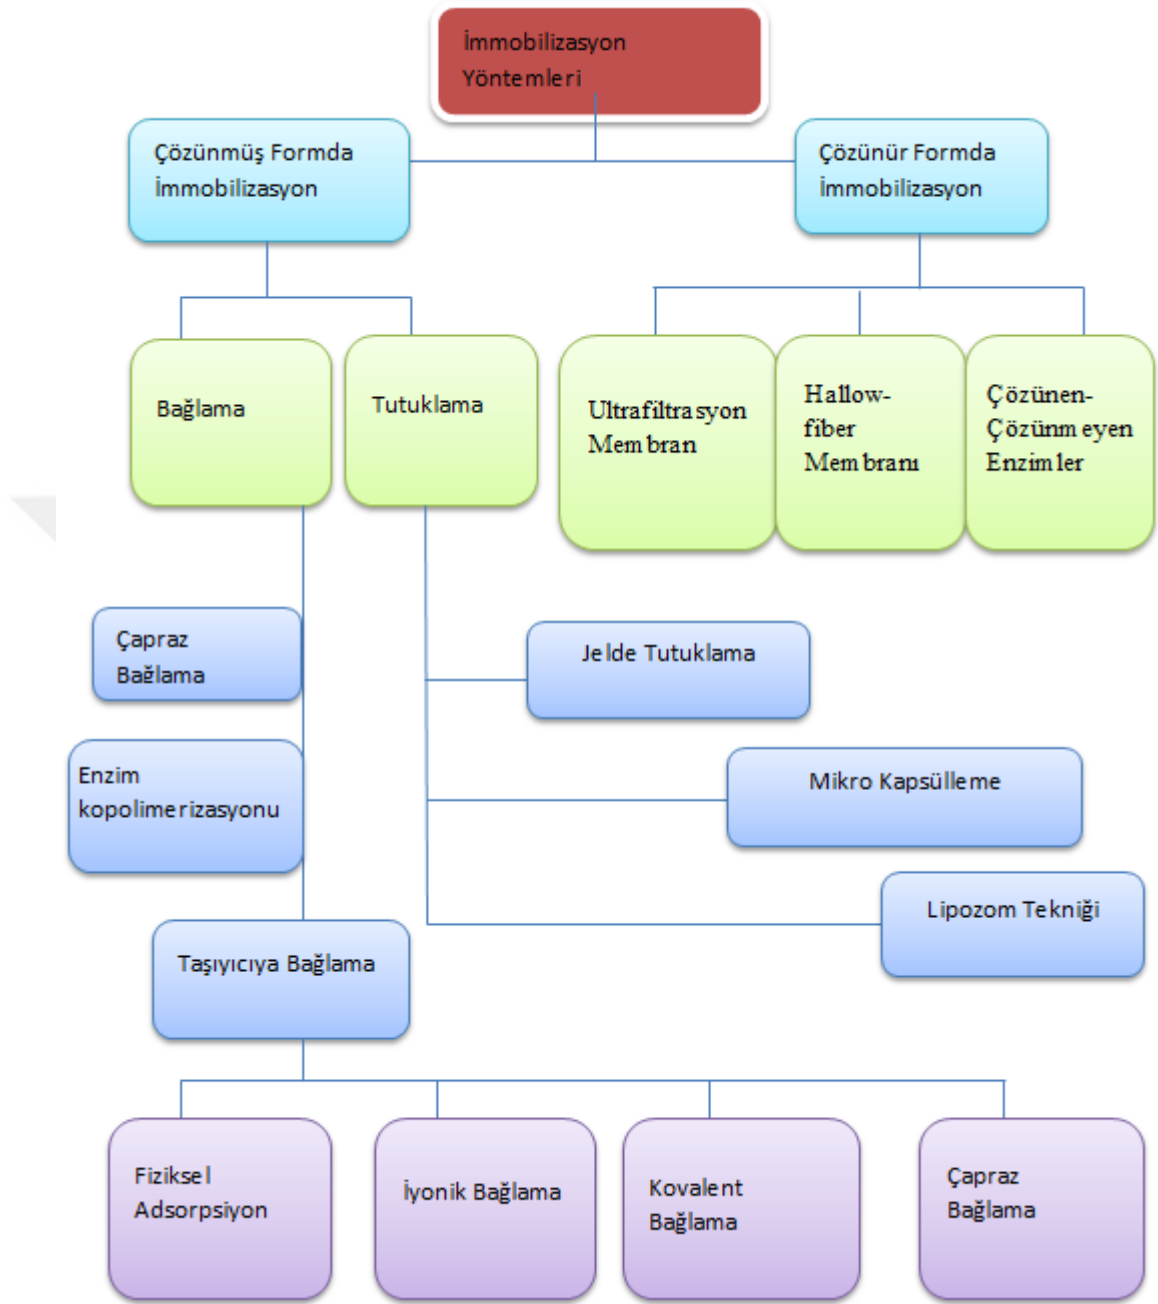 İmmobilizasyon
Yöntemleri
Çözünmüş Formda
İmmobilizasyon
Çözünür Formda
İmmobilizasyon
Bağlama
Tutuklama
Ultrafiltrasyon
Membran
Hallow-
fiber
Membranı
Çözünen-
Çözünmeyen
Enzimler
Çapraz
Bağlama
Jelde Tutuklama
Enzim
kopolimerizasyonu
Mikro Kapsülleme
Lipozom Tekniği
Taşıyıcıya Bağlama
Fiziksel
Adsorpsiyon
İyonik Bağlama
Kovalent
Bağlama
Çapraz
Bağlama